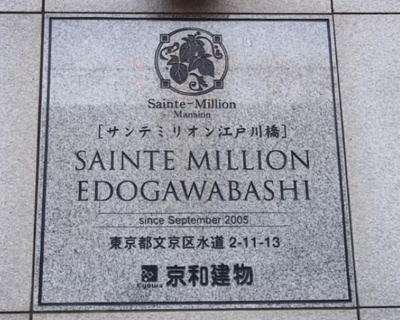 Sainte-Million
Mansion
[サンテミリオン江戸川橋]
SAINTE MILLION
EDOGAWABASHI
since September 2005
東京都文京区水道 2-11-13
Kyowa 京和建物